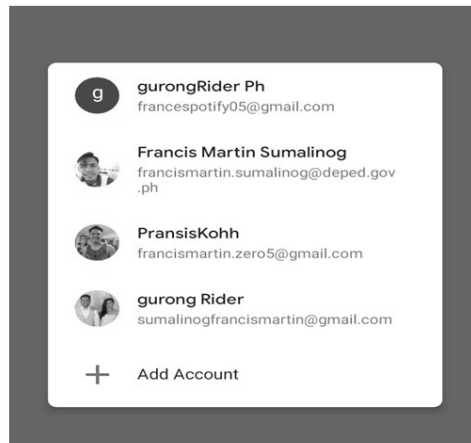 g
gurongRider Ph
francespotify05@gmail.com
Francis Martin Sumalinog
francismartin.sumalinog@deped.gov
.ph
PransisKohh
francismartin.zero5@gmail.com
gurong Rider
sumalinogfrancismartin@gmail.com
Add Account